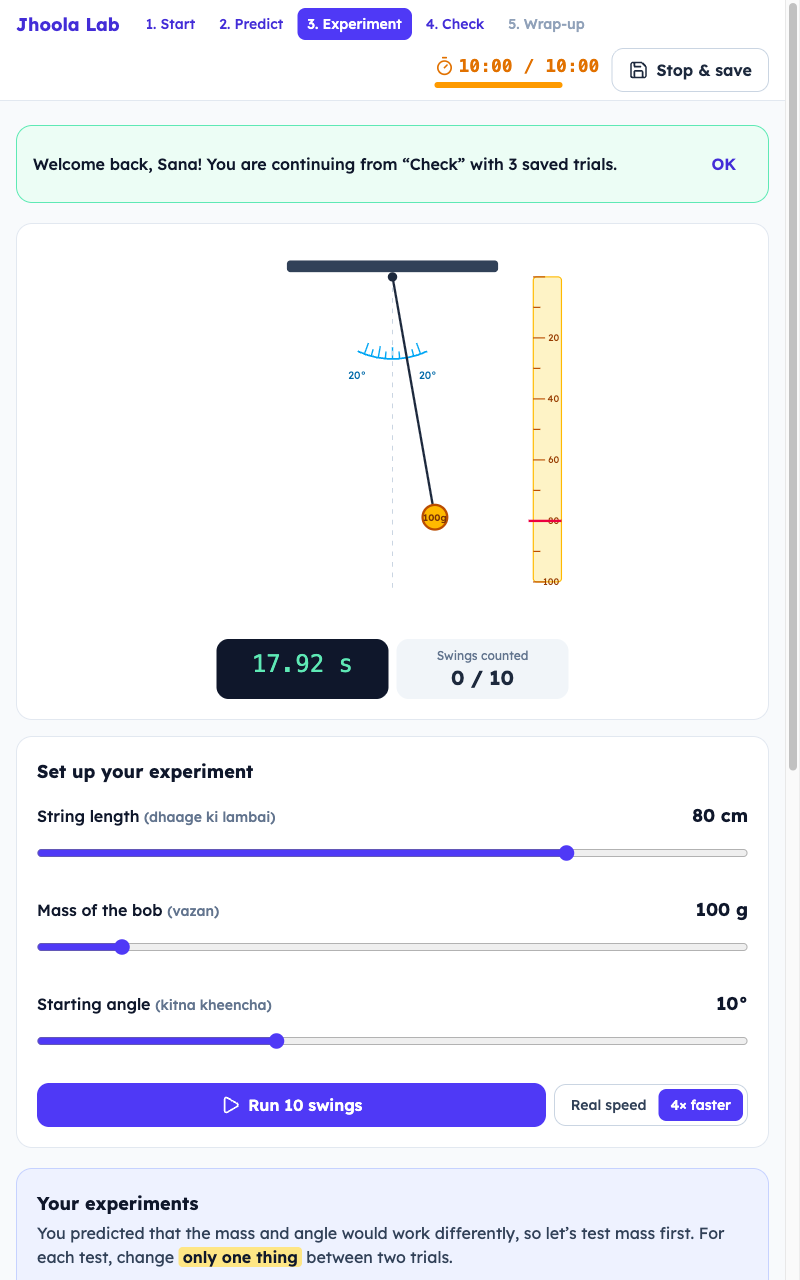 Jhoola Lab
1. Start
2. Predict
3. Experiment
4. Check
5. Wrap-up
10:00 / 10:00
Stop & save
Welcome back, Sana! You are continuing from “Check” with 3 saved trials.
OK
20
20°
20°
40
60
100g
80
100
17.92 s
Swings counted
0 / 10
Set up your experiment
String length (dhaage ki lambai)
80 cm
Mass of the bob (vazan)
100 g
Starting angle (kitna kheencha)
10°
Run 10 swings
Real speed
4× faster
Your experiments
You predicted that the mass and angle would work differently, so let’s test mass first. For
each test, change only one thing between two trials.